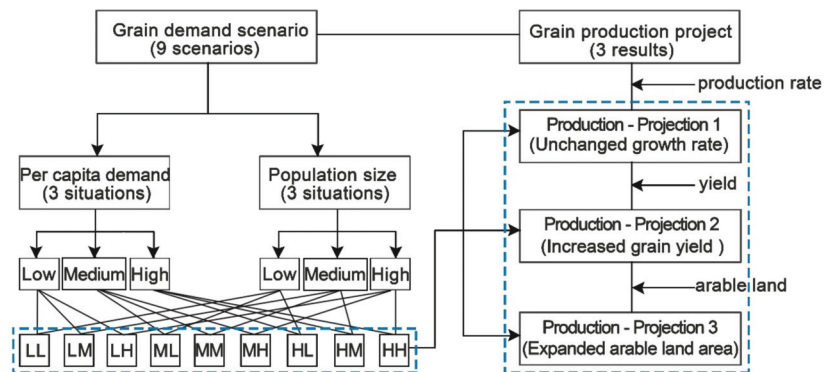 Grain demand scenario
(9 scenarios)
Grain production project
(3 results)
production rate
Production - Projection 1
(Unchanged growth rate)
Per capita demand
(3 situations)
Population size
(3 situations)
yield
Production - Projection 2
(Increased grain yield )
Low
Medium
High
Low
Medium
High
arable land
LL
LM
LH
ML
MM
MH
HL
HM
HH
Production - Projection 3
(Expanded arable land area)